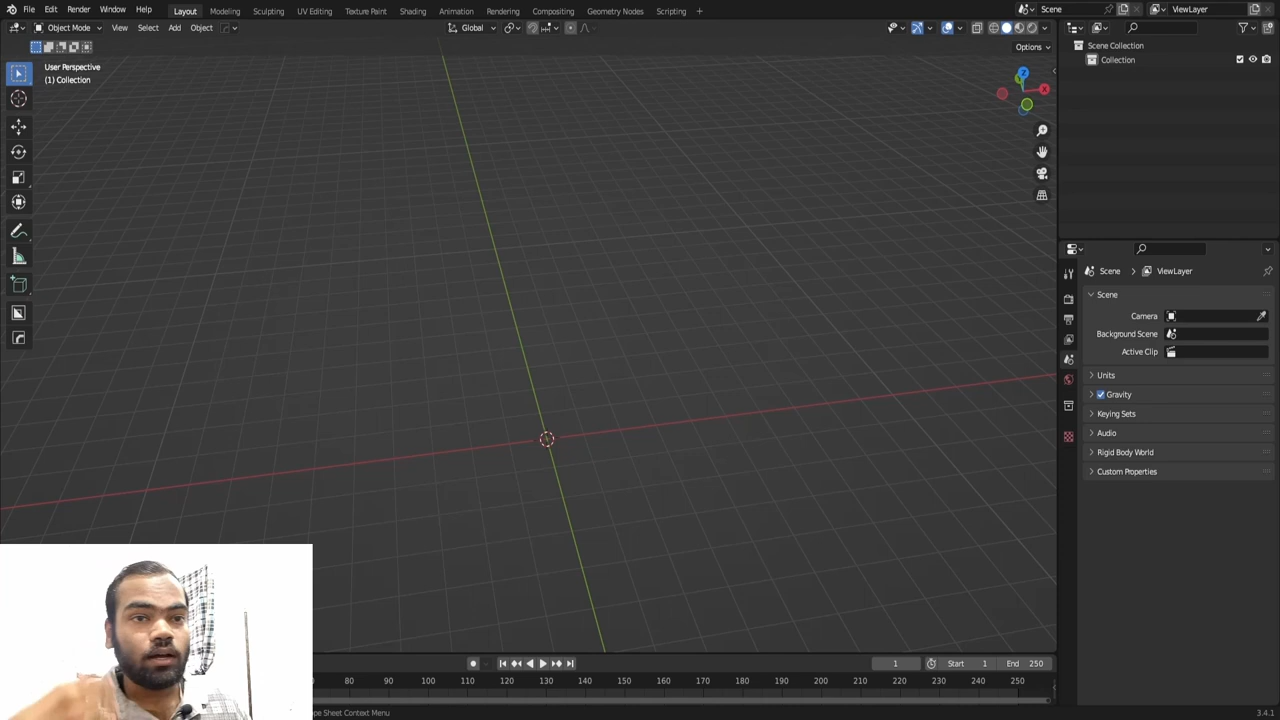 File Edit Render Window Help Layout Modeling Sculpting UV Editing Texture Paint Shading Animation Rendering Compositing Geometry Nodes Scripting + Scene ViewLayer
Object Mode View Select Add Object Global
Options
User Perspective
(1) Collection
Z
X
Scene Collection
Collection
Scene ViewLayer
Scene
Camera
Background Scene
Active Clip
Units
Gravity
Keying Sets
Audio
Rigid Body World
Custom Properties
1 Start 1 End 250
80 90 100 110 120 130 140 150 160 170 180 190 200 210 220 230 240 250
ope Sheet Context Menu
3.4.1